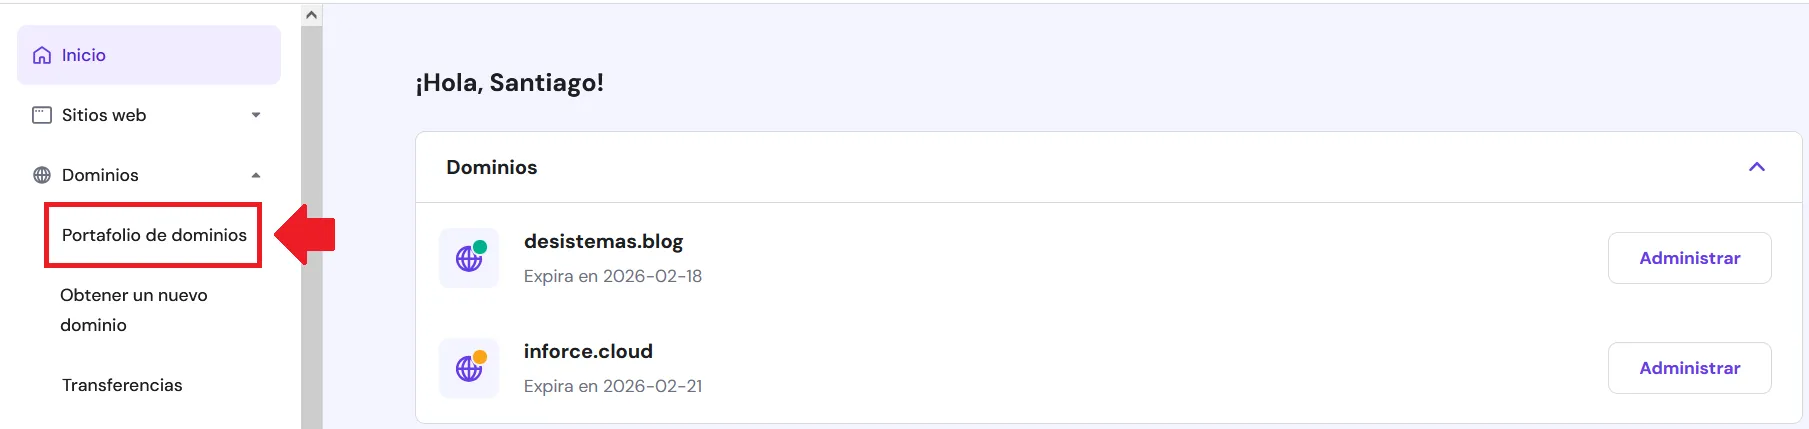 Inicio
Sitios web
Dominios
Portafolio de dominios
Obtener un nuevo
dominio
Transferencias
¡Hola, Santiago!
Dominios
desistemas.blog
Expira en 2026-02-18
Administrar
inforce.cloud
Expira en 2026-02-21
Administrar